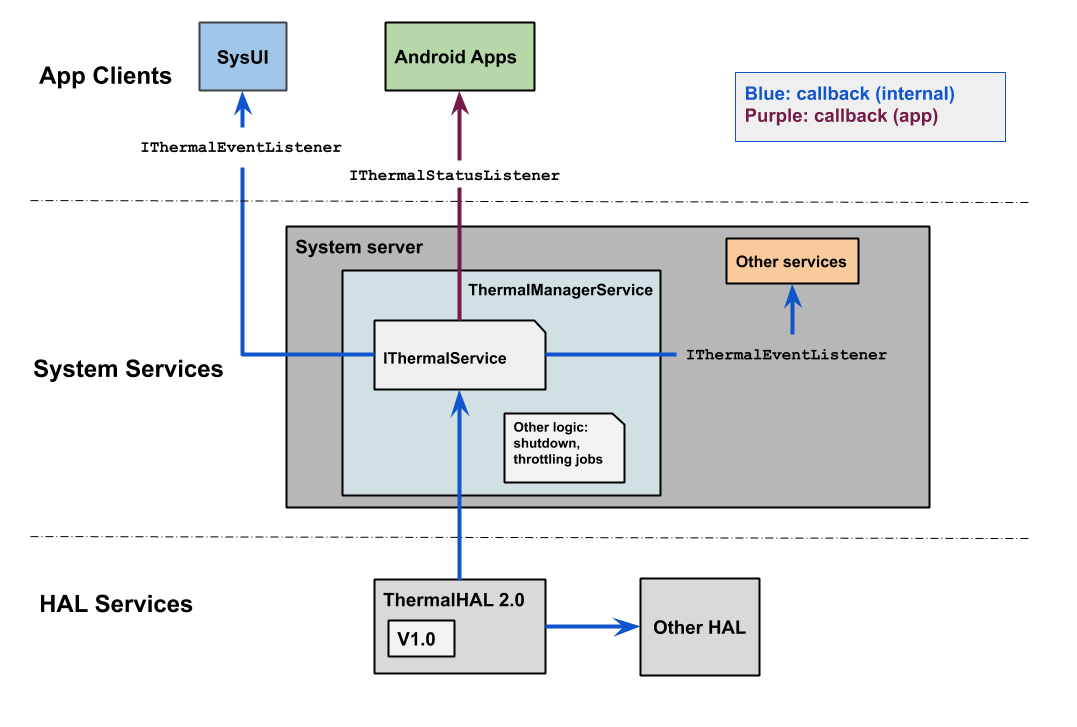 SysUI
Android Apps
App Clients
Blue: callback (internal)
Purple: callback (app)
IThermalEventListener
IThermalStatusListener
System server
Other services
ThermalManagerService
IThermalService
IThermalEventListener
System Services
Other logic:
shutdown,
throttling jobs
HAL Services
ThermalHAL 2.0
V1.0
Other HAL